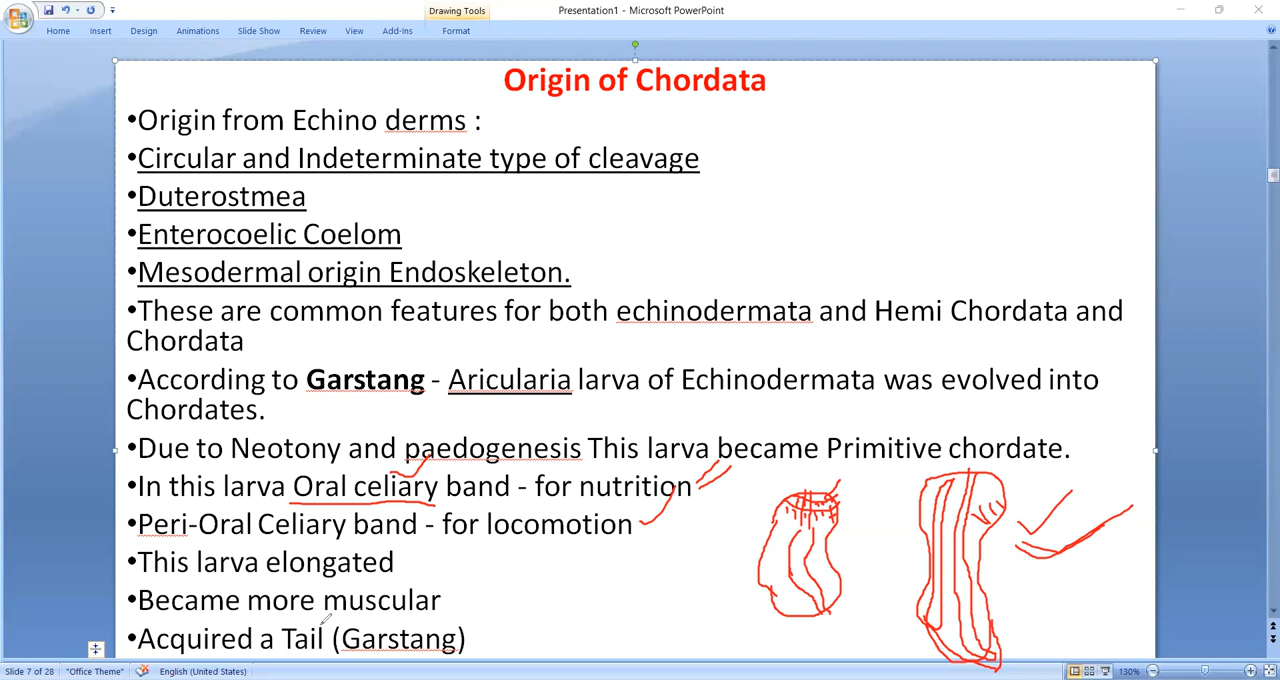 Drawing Tools
Presentation1 - Microsoft PowerPoint
Home Insert Design Animations Slide Show Review View Add-Ins Format
Origin of Chordata
•Origin from Echino derms :
•Circular and Indeterminate type of cleavage
•Duterostmea
•Enterocoelic Coelom
•Mesodermal origin Endoskeleton.
•These are common features for both echinodermata and Hemi Chordata and
Chordata
•According to Garstang - Aricularia larva of Echinodermata was evolved into
Chordates.
•Due to Neotony and paedogenesis This larva became Primitive chordate.
•In this larva Oral celiary band - for nutrition
•Peri-Oral Celiary band - for locomotion
•This larva elongated
•Became more muscular
•Acquired a Tail (Garstang)
Slide 7 of 28 "Office Theme" English (United States) 130%